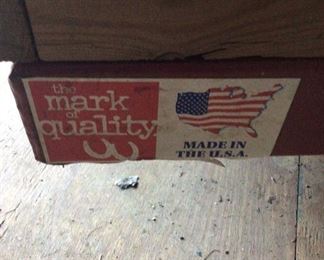 the
mark
of
quality
MADE IN
THE U.S.A.